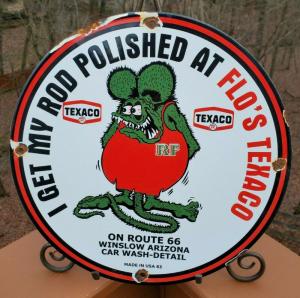 I GET MY ROD POLISHED AT FLO'S TEXACO
TEXACO
TEXACO
RF
ON ROUTE 66
WINSLOW ARIZONA
CAR WASH-DETAIL
MADE IN USA 83